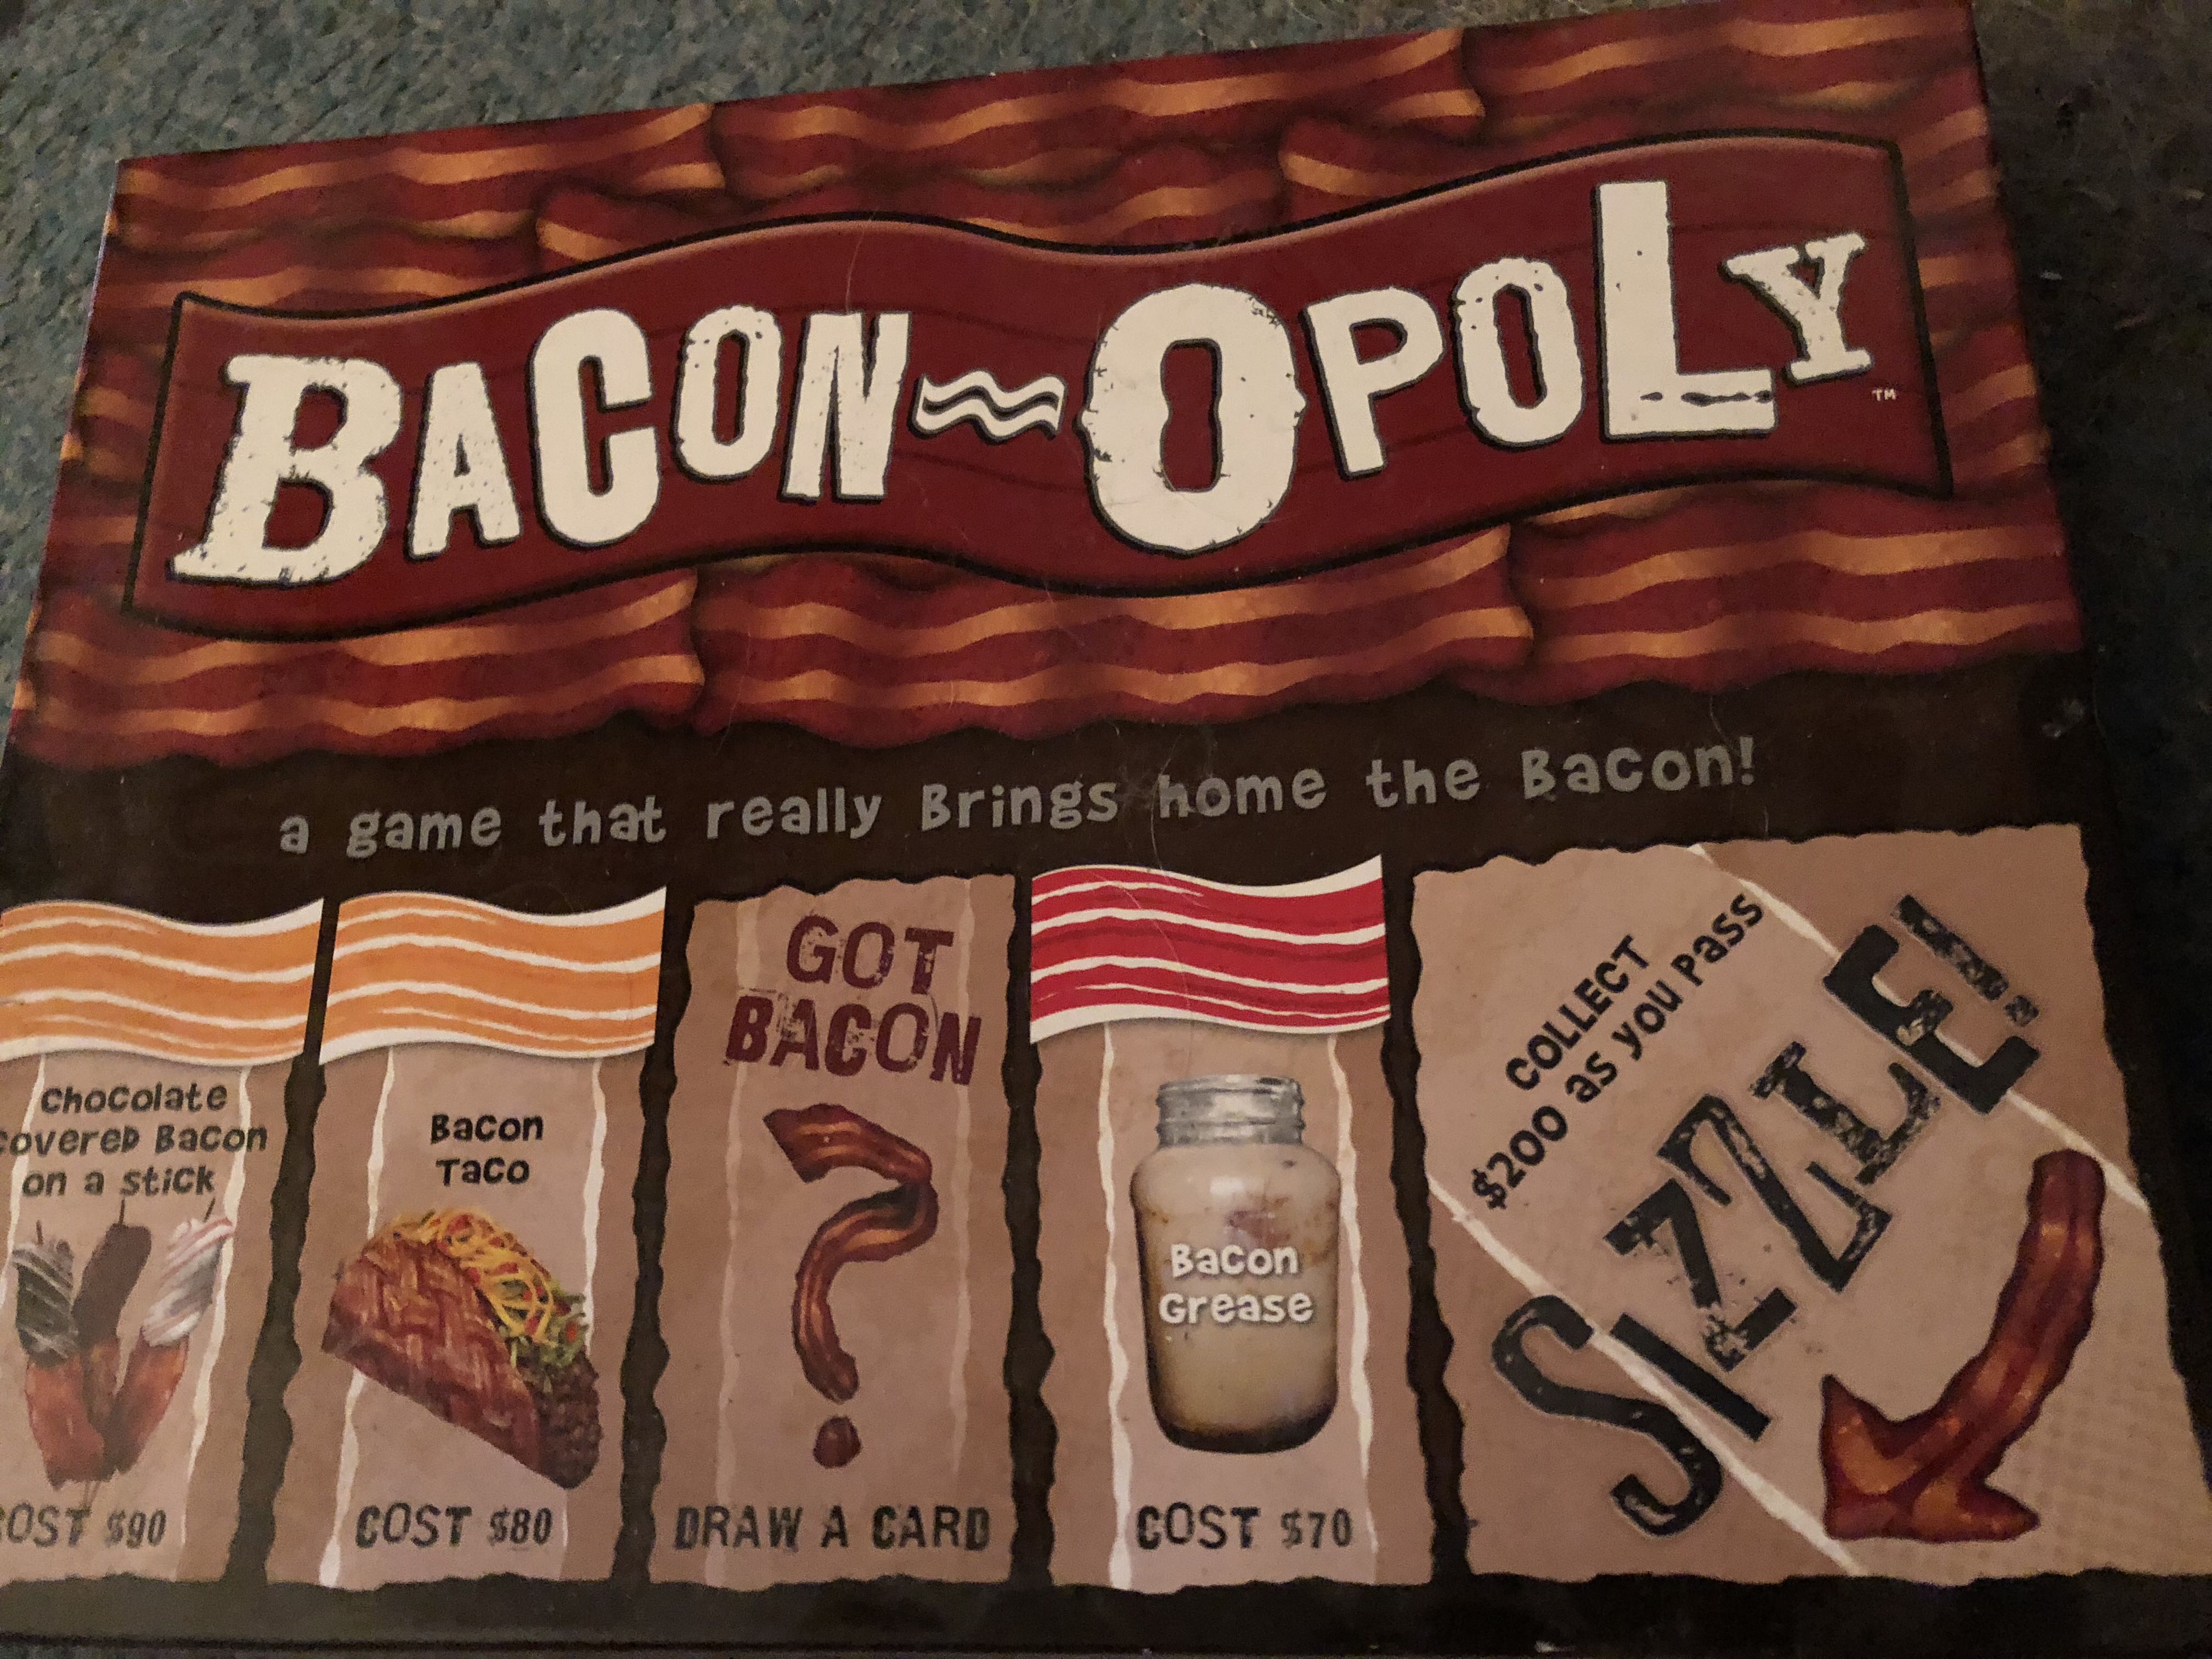 BACON-OPOLY
TM
a game that really Brings home the Bacon!
Chocolate
covered Bacon
on a stick
COST $90
Bacon
Taco
COST $80
GOT
BACON
?
DRAW A CARD
Bacon
Grease
COST $70
COLLECT
$200 as you pass
SIZZLE!